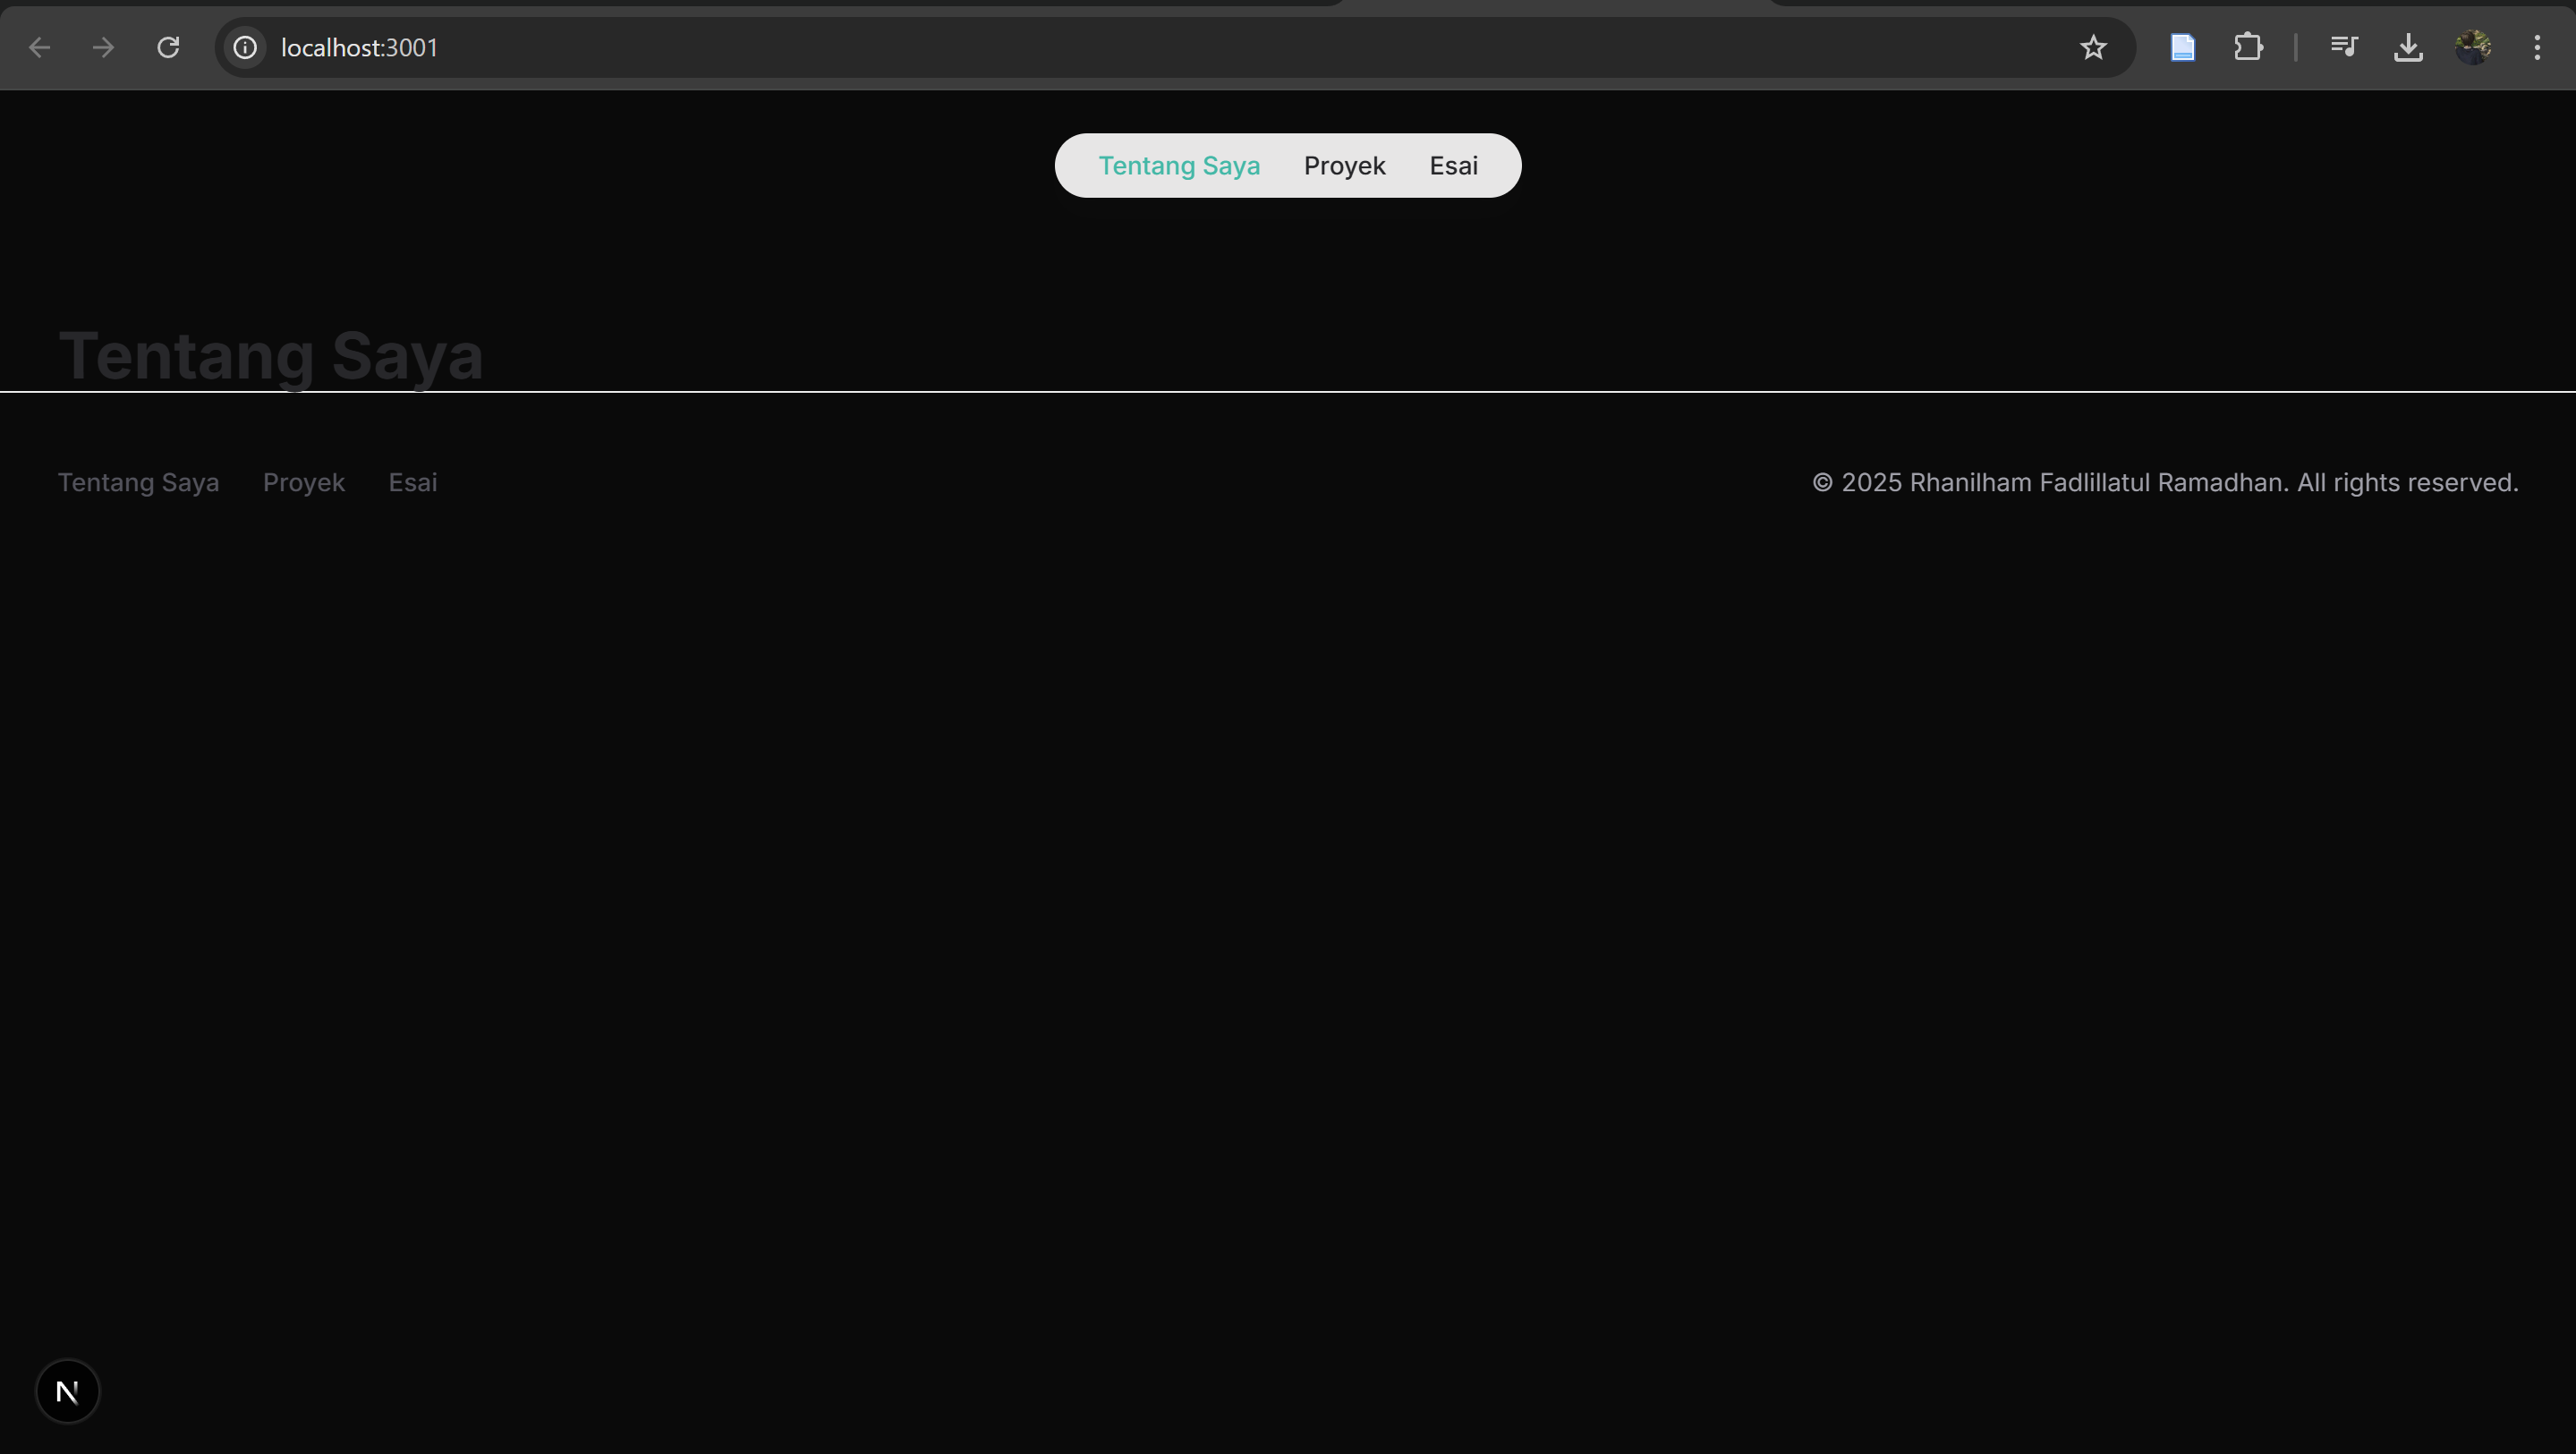 localhost:3001
Tentang Saya Proyek Esai
Tentang Saya
Tentang Saya Proyek Esai © 2025 Rhanilham Fadlillatul Ramadhan. All rights reserved.
N